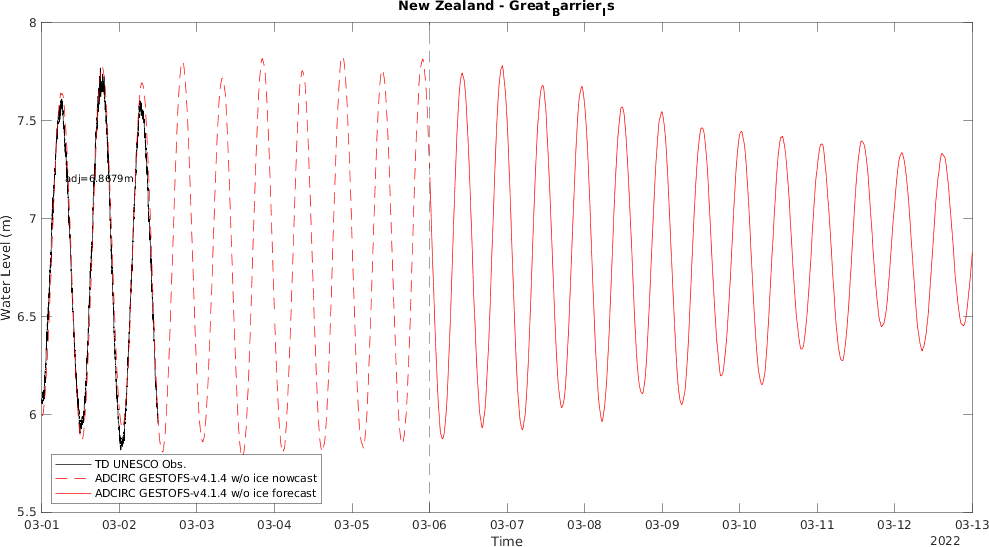 New Zealand - Great_Barrier_Is
8
7.5
7
6.5
6
5.5
Water Level (m)
adj=6.8679m
TD UNESCO Obs.
ADCIRC GESTOFS-v4.1.4 w/o ice nowcast
ADCIRC GESTOFS-v4.1.4 w/o ice forecast
03-01 03-02 03-03 03-04 03-05 03-06 03-07 03-08 03-09 03-10 03-11 03-12 03-13
Time
2022